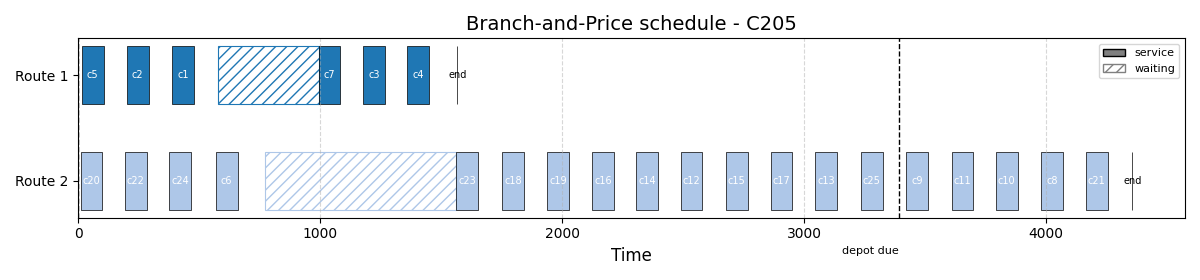 Branch-and-Price schedule - C205
service
waiting
Route 1
c5 c2 c1 c7 c3 c4 end
Route 2
c20 c22 c24 c6 c23 c18 c19 c16 c14 c12 c15 c17 c13 c25 c9 c11 c10 c8 c21 end
0 1000 2000 3000 4000
depot due
Time